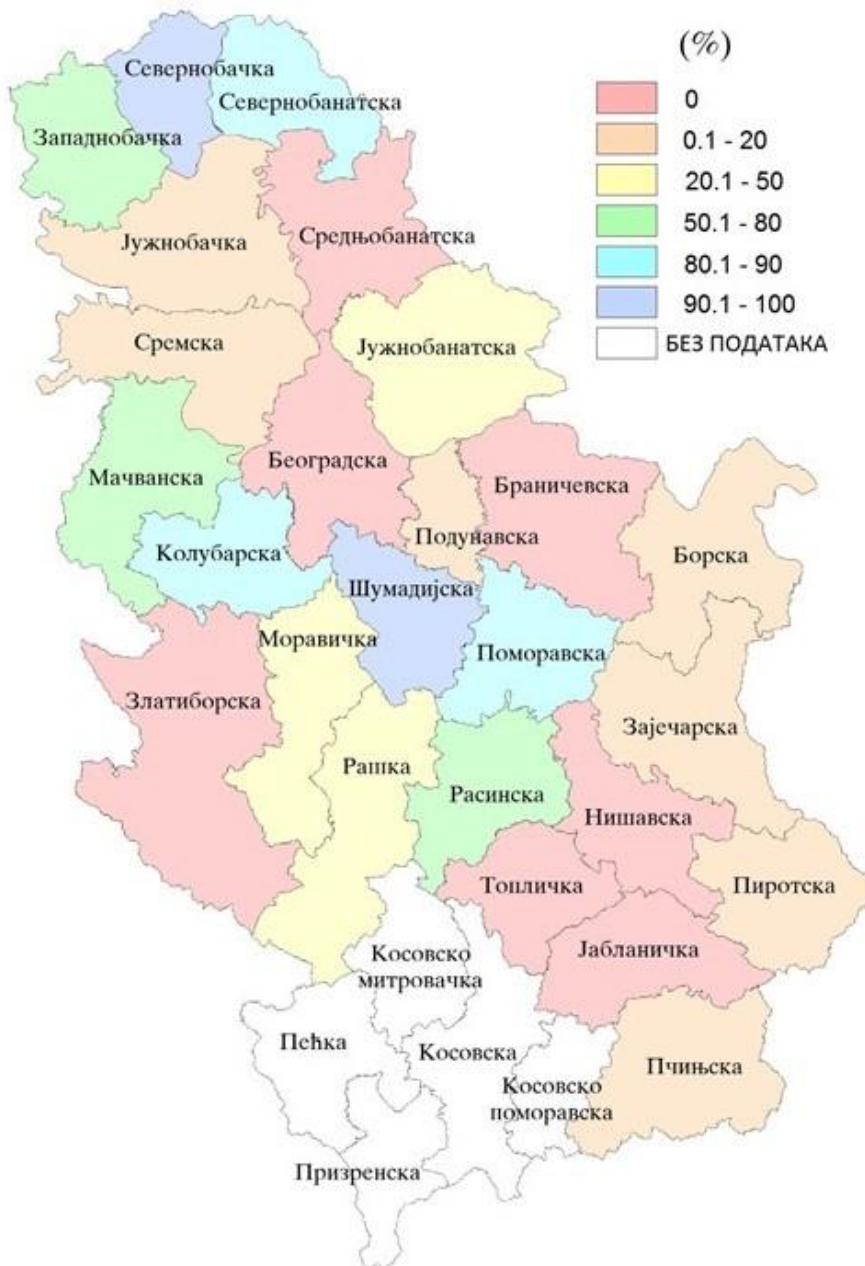 (%)
0
0.1 - 20
20.1 - 50
50.1 - 80
80.1 - 90
90.1 - 100
БЕЗ ПОДАТАКА
Севернобачка
Севернобанатска
Западнобачка
Јужнобачка
Средњобанатска
Сремска
Јужнобанатска
Мачванска
Београдска
Браничевска
Колубарска
Подунавска
Борска
Шумадијска
Моравичка
Поморавска
Златиборска
Зајечарска
Рашка
Расинска
Нишавска
Топличка
Пиротска
Јабланичка
Косовско
митровачка
Пећка
Косовска
Косовско
поморавска
Пчињска
Призренска